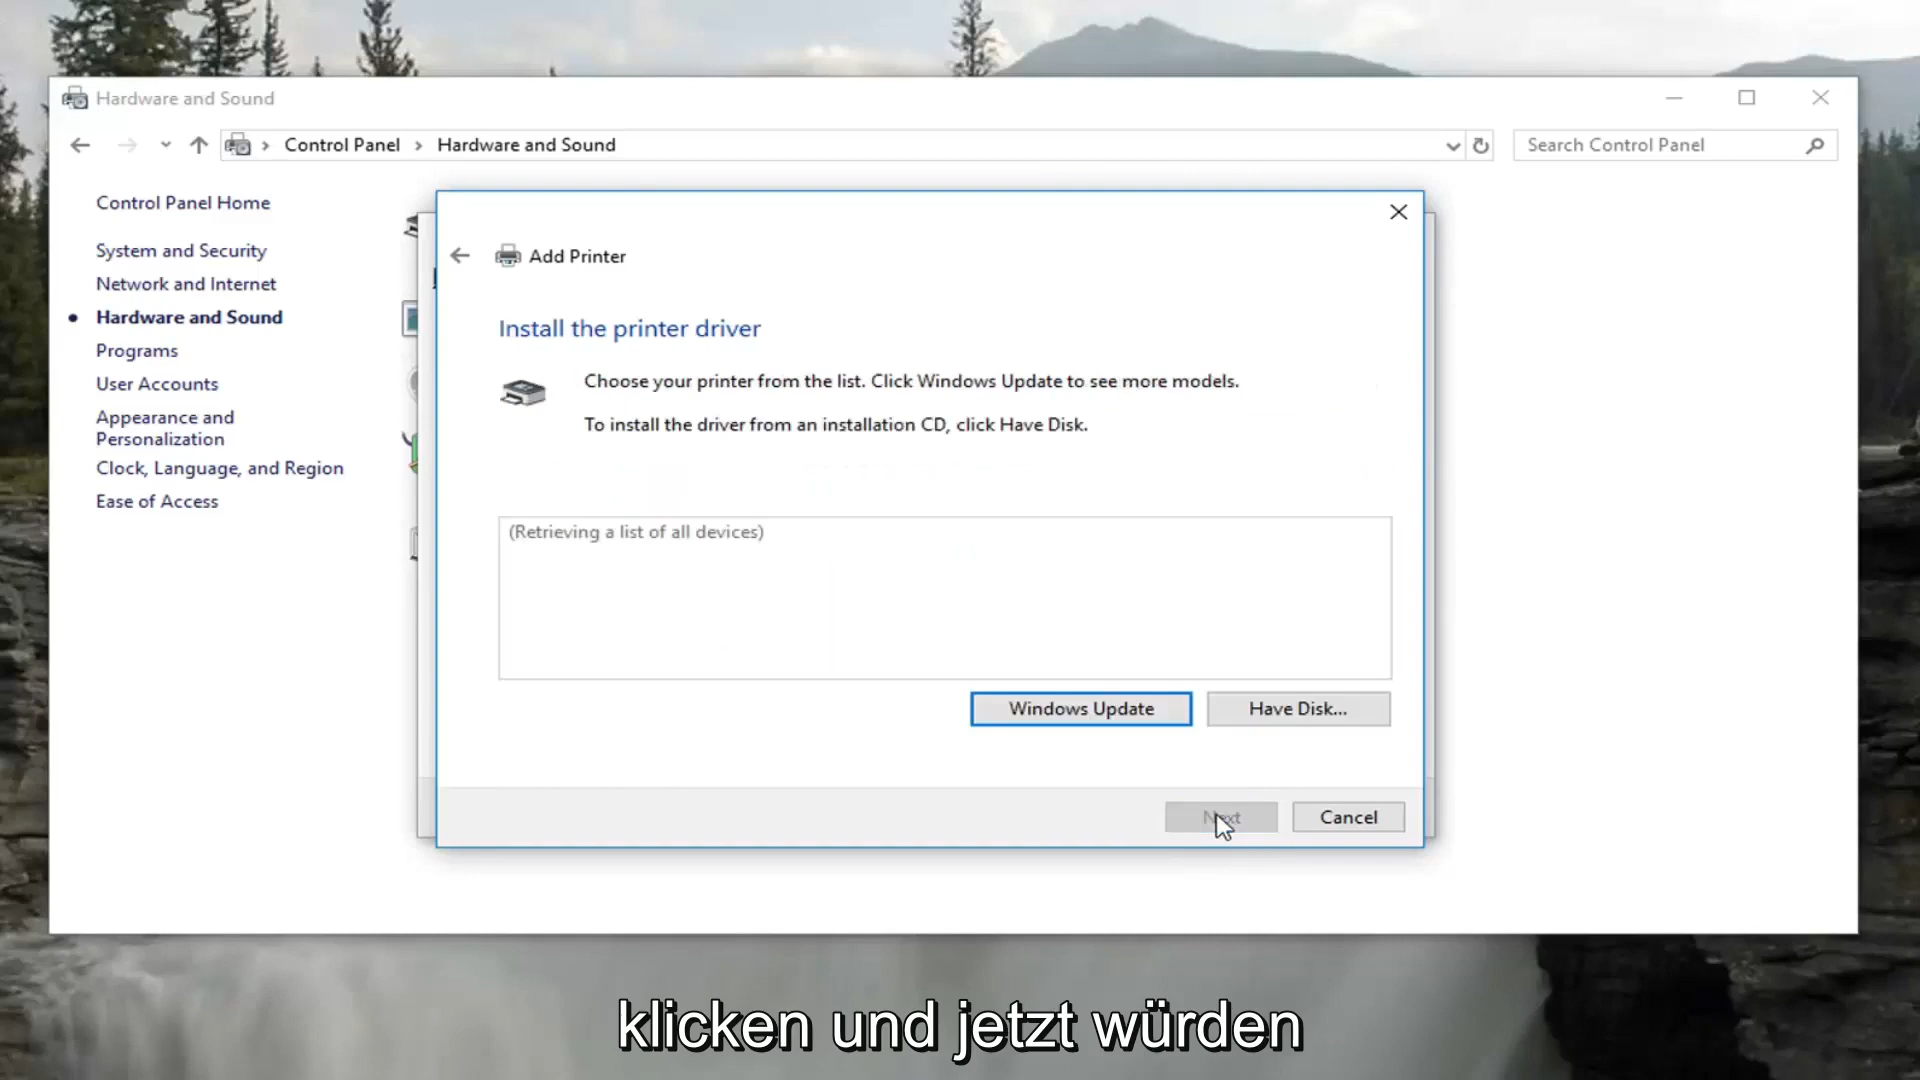 Hardware and Sound
Control Panel
Hardware and Sound
Search Control Panel
Control Panel Home
System and Security
Network and Internet
Hardware and Sound
Programs
User Accounts
Appearance and
Personalization
Clock, Language, and Region
Ease of Access
Add Printer
Install the printer driver
Choose your printer from the list. Click Windows Update to see more models.
To install the driver from an installation CD, click Have Disk.
(Retrieving a list of all devices)
Windows Update
Have Disk...
Next
Cancel
klicken und jetzt würden